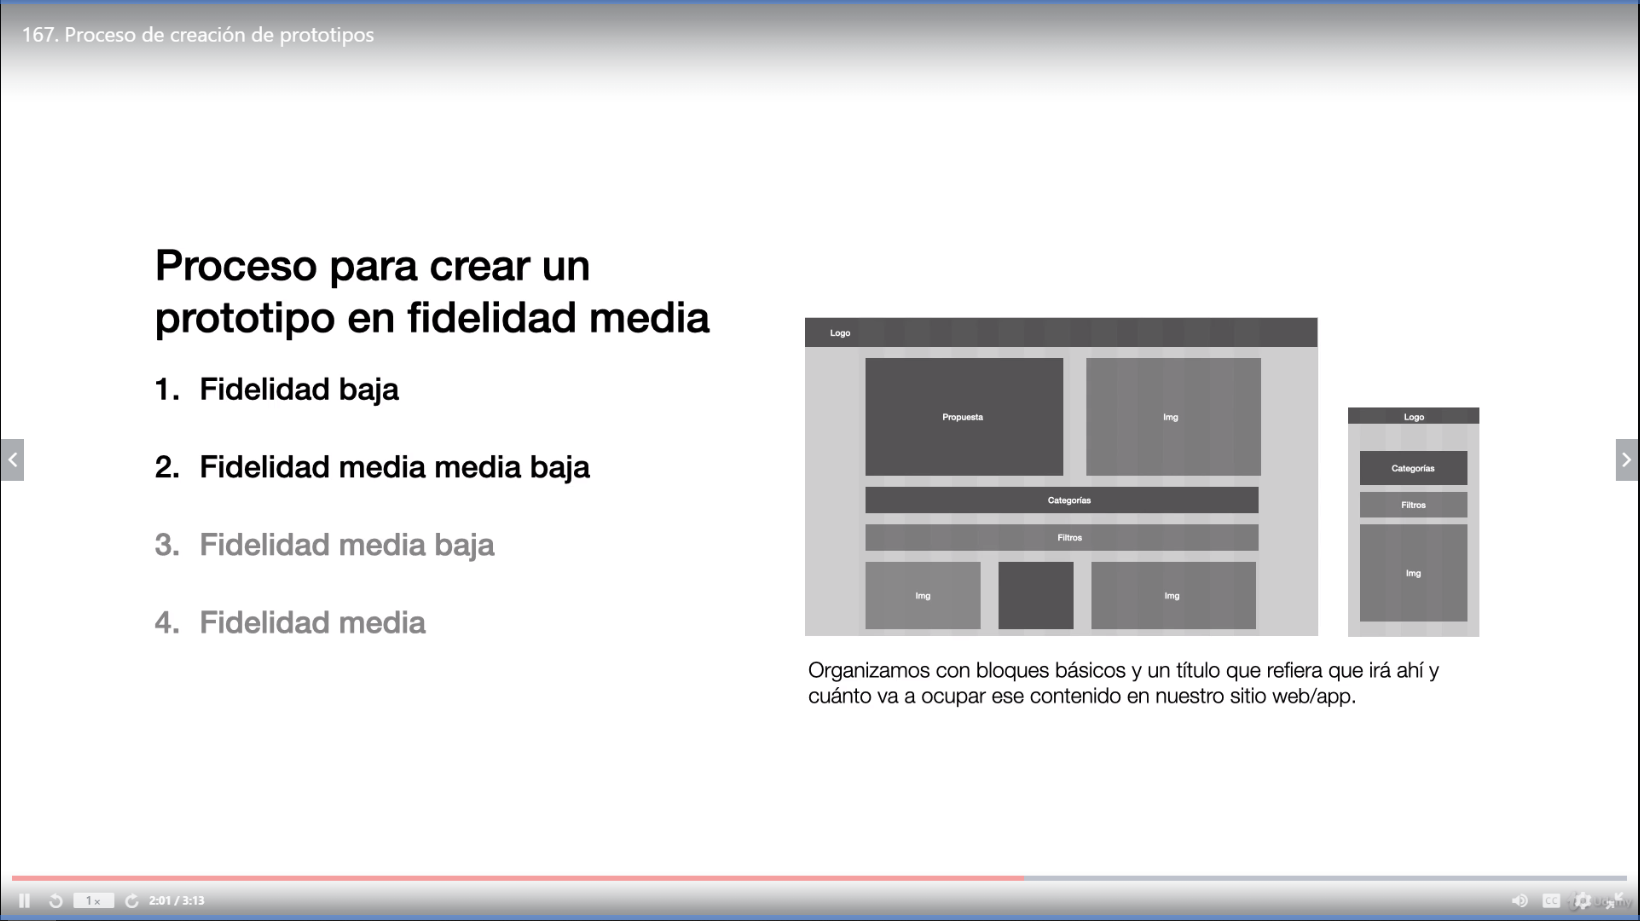 167. Proceso de creación de prototipos
Proceso para crear un
prototipo en fidelidad media
1. Fidelidad baja
2. Fidelidad media media baja
3. Fidelidad media baja
4. Fidelidad media
Logo
Propuesta
Img
Categorías
Filtros
Img
Img
Logo
Categorías
Filtros
Img
Organizamos con bloques básicos y un título que refiera que irá ahí y
cuánto va a ocupar ese contenido en nuestro sitio web/app.
1x
2:01 / 3:13
CC
Udemy